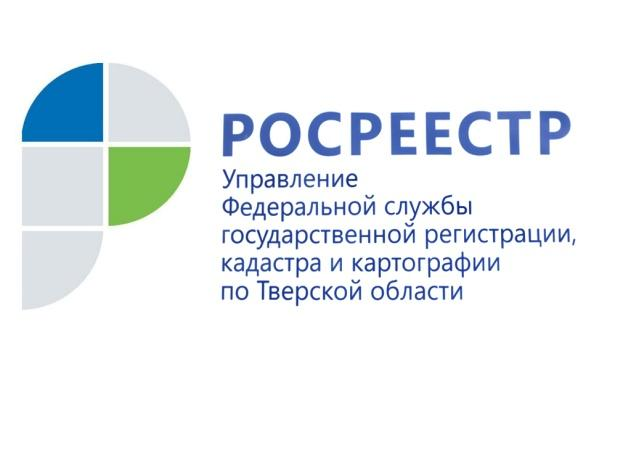 РОСРЕЕСТР
Управление
Федеральной службы
государственной регистрации,
кадастра и картографии
по Тверской области